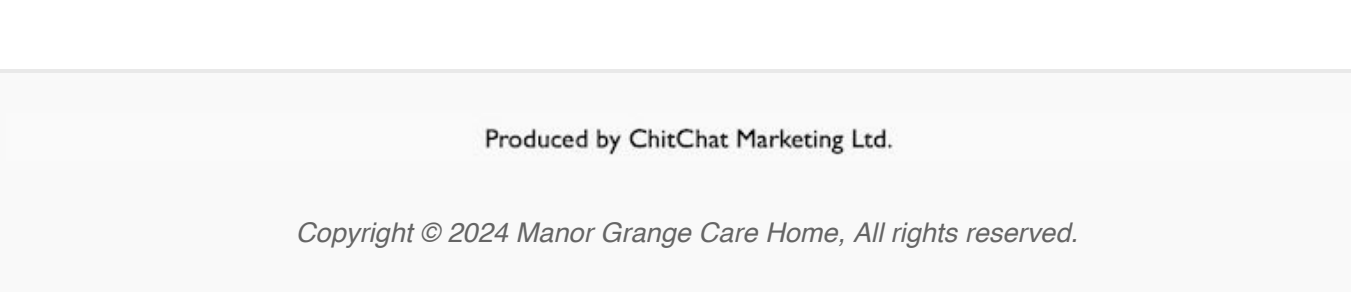 Produced by ChitChat Marketing Ltd.
Copyright © 2024 Manor Grange Care Home, All rights reserved.